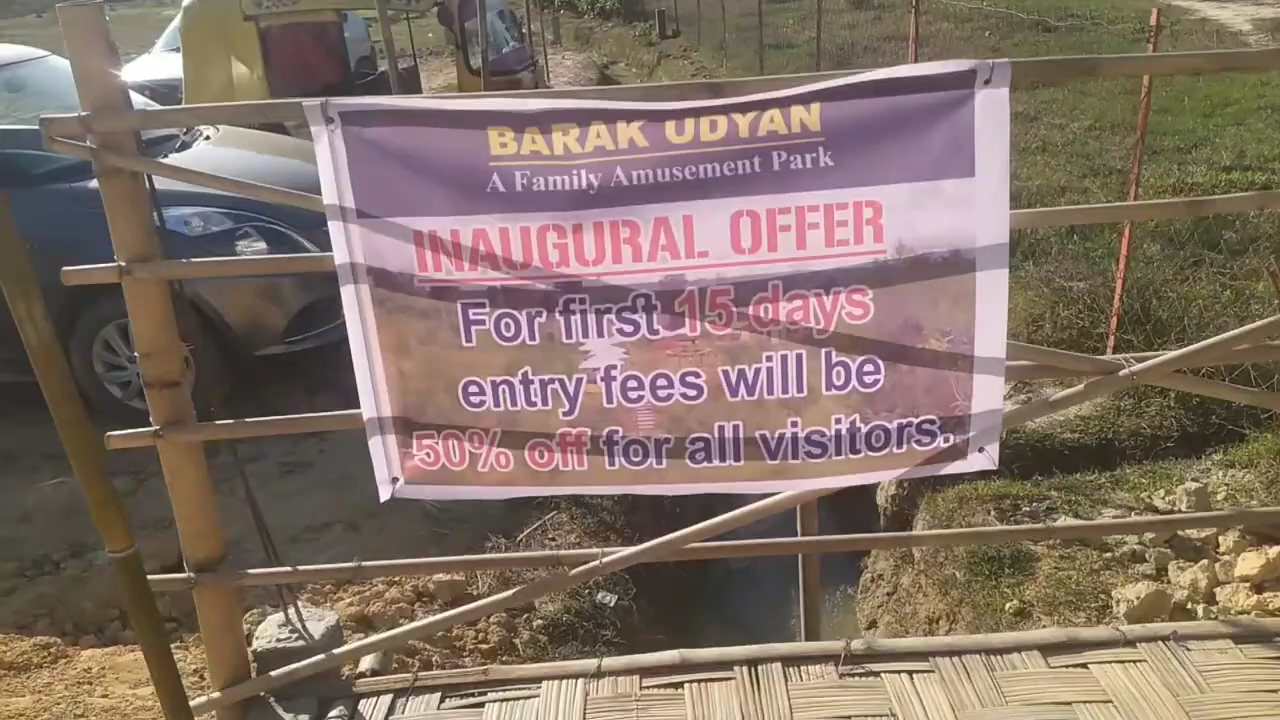 BARAK UDYAN
A Family Amusement Park
INAUGURAL OFFER
For first 15 days
entry fees will be
50% off for all visitors.